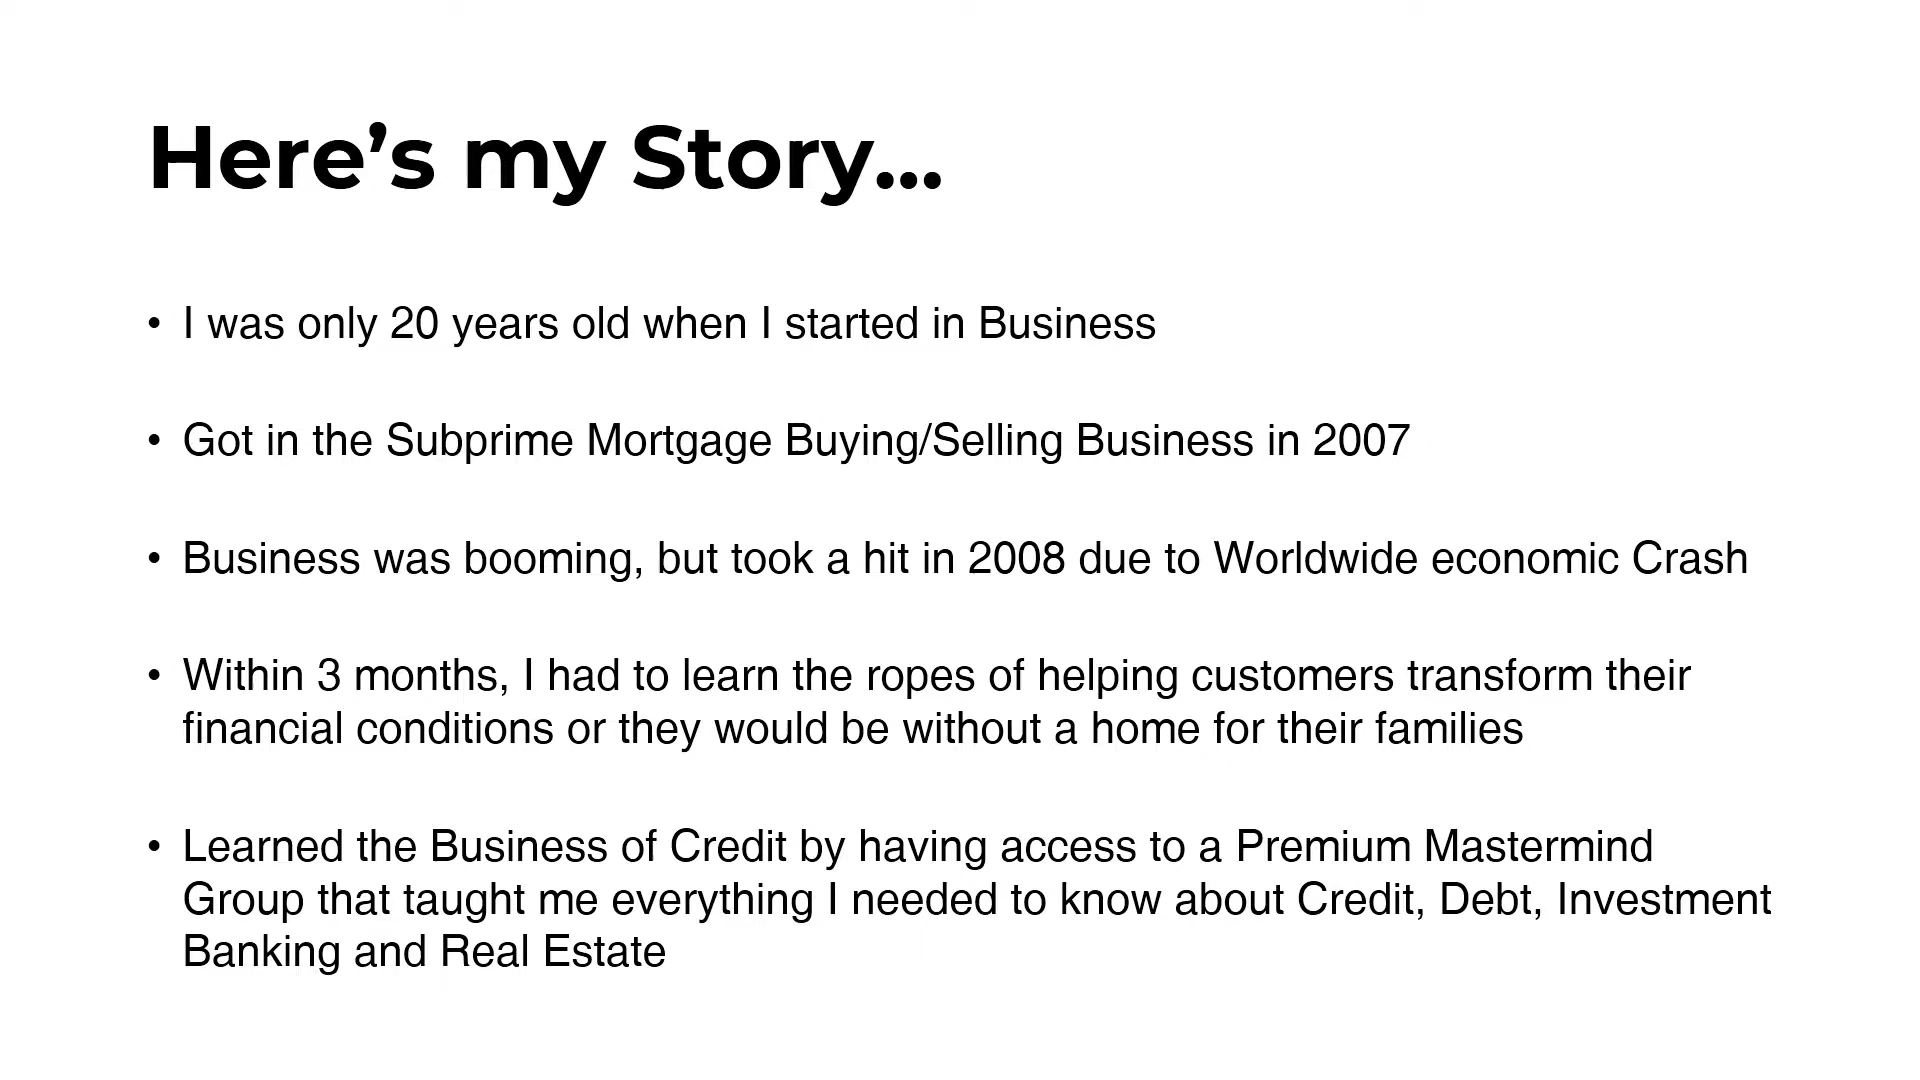 Here’s my Story...
• I was only 20 years old when I started in Business
• Got in the Subprime Mortgage Buying/Selling Business in 2007
• Business was booming, but took a hit in 2008 due to Worldwide economic Crash
• Within 3 months, I had to learn the ropes of helping customers transform their
financial conditions or they would be without a home for their families
• Learned the Business of Credit by having access to a Premium Mastermind
Group that taught me everything I needed to know about Credit, Debt, Investment
Banking and Real Estate